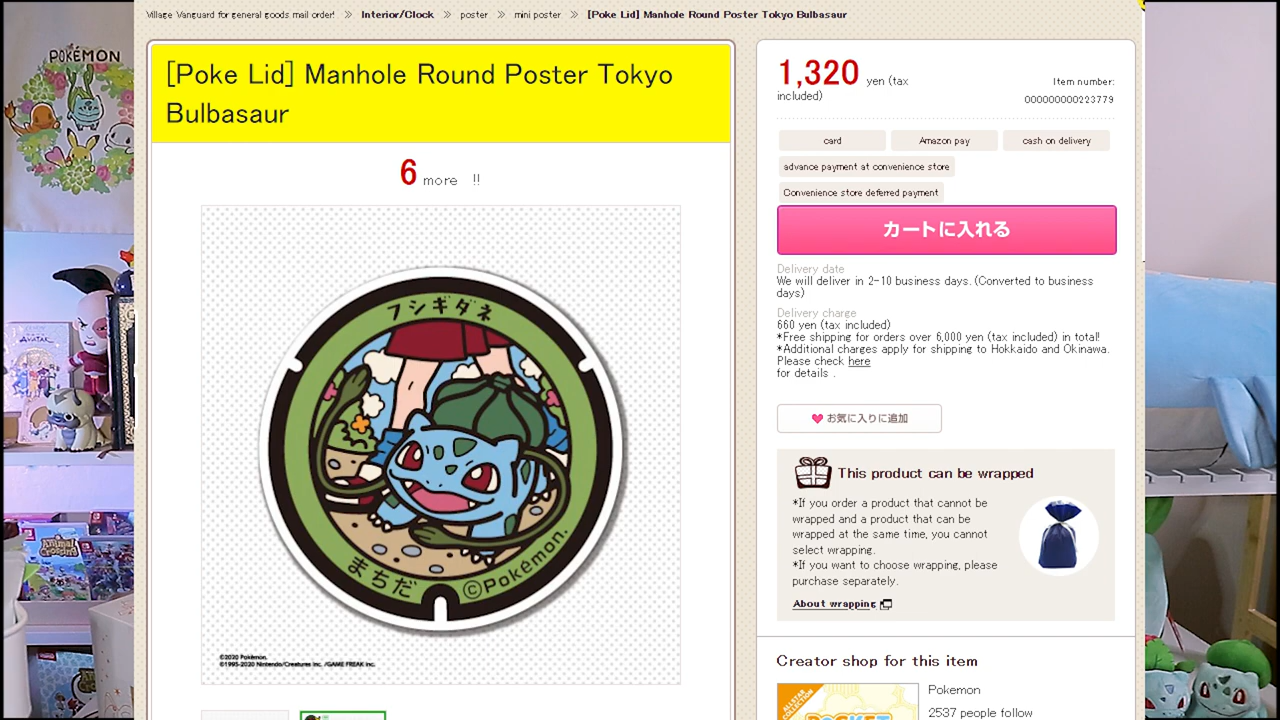 Village Vanguard for general goods mail order! >> Interior/Clock >> poster >> mini poster >> [Poke Lid] Manhole Round Poster Tokyo Bulbasaur
[Poke Lid] Manhole Round Poster Tokyo
Bulbasaur
6 more !!
フシギダネ
まちだ
©Pokémon.
©2020 Pokémon.
©1995-2020 Nintendo/Creatures Inc. /GAME FREAK inc.
1,320 yen (tax
included)
Item number:
000000000223779
card
Amazon pay
cash on delivery
advance payment at convenience store
Convenience store deferred payment
カートに入れる
Delivery date
We will deliver in 2-10 business days. (Converted to business
days)
Delivery charge
660 yen (tax included)
*Free shipping for orders over 6,000 yen (tax included) in total!
*Additional charges apply for shipping to Hokkaido and Okinawa.
Please check here
for details .
お気に入りに追加
This product can be wrapped
*If you order a product that cannot be
wrapped and a product that can be
wrapped at the same time, you cannot
select wrapping.
*If you want to choose wrapping, please
purchase separately.
About wrapping
Creator shop for this item
ALLSTAR
COLLECTION
POCKET
Pokemon
2537 people follow
POKÉMON
AVATAR
ANIMAL
CROSSING